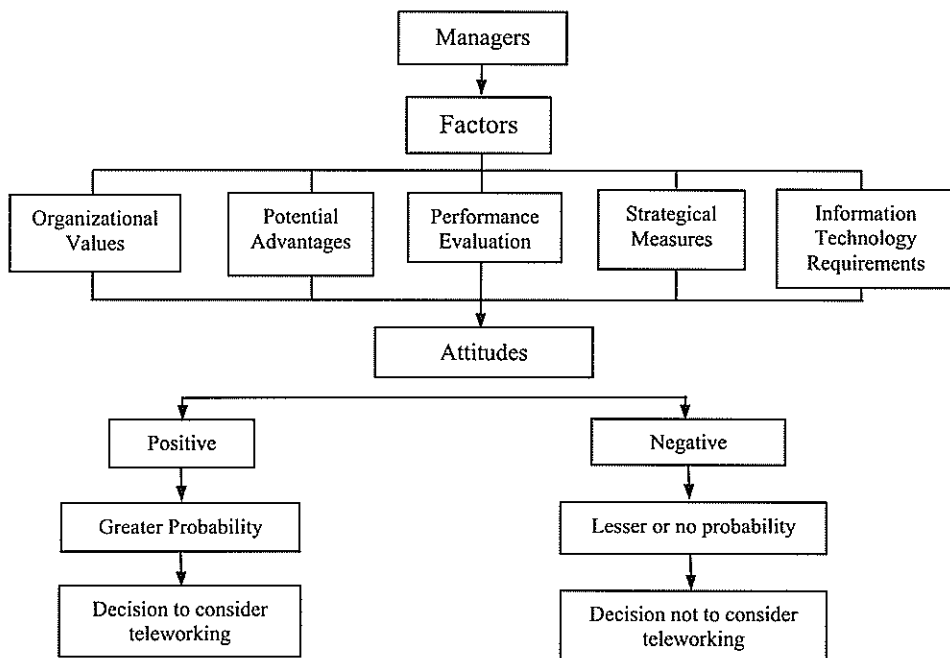 Managers
Factors
Organizational
Values
Potential
Advantages
Performance
Evaluation
Strategical
Measures
Information
Technology
Requirements
Attitudes
Positive
Negative
Greater Probability
Lesser or no probability
Decision to consider
teleworking
Decision not to consider
teleworking